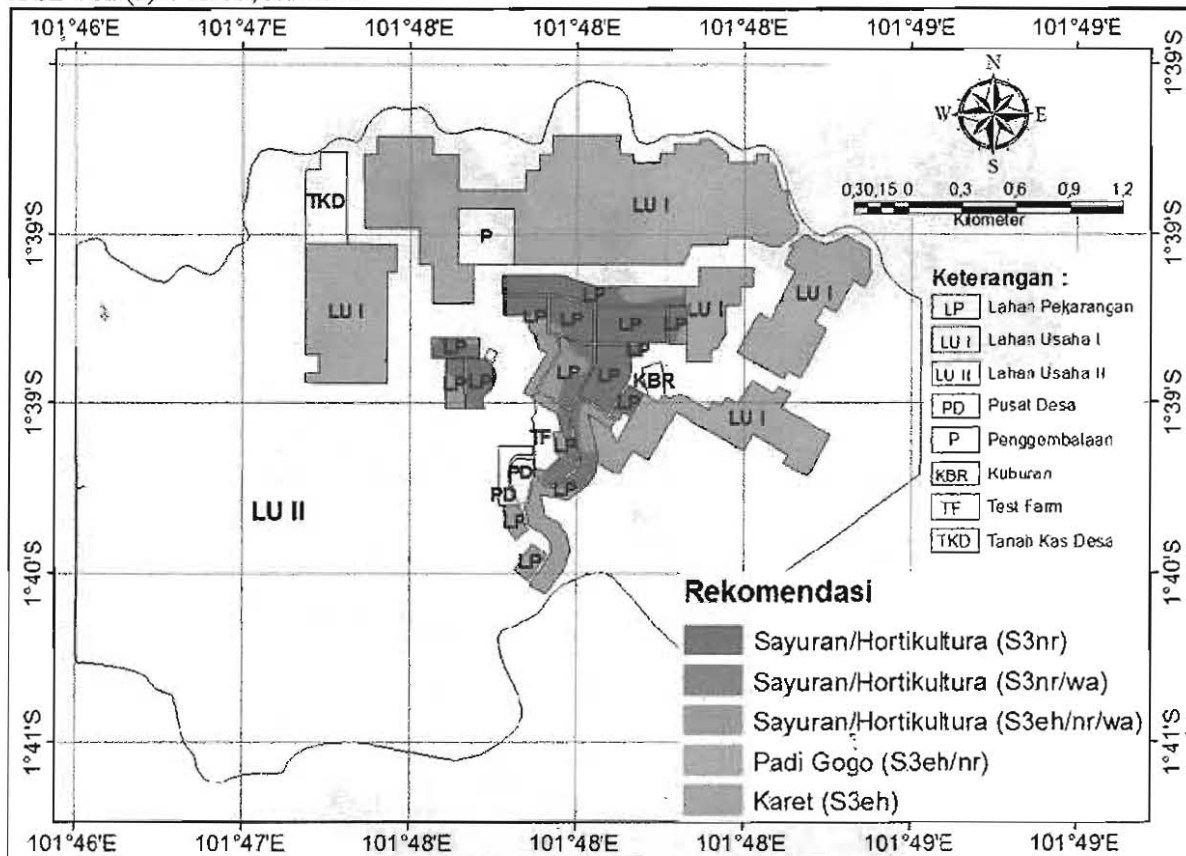 101°46'E 101°47'E 101°48'E 101°48'E 101°48'E 101°49'E 101°49'E
1°39'S 1°39'S
N
W E
S
0,30,15 0 0,3 0,6 0,9 1,2
Kilometer
TKD
LU I
P
1°39'S 1°39'S
LU I
LP
LU I
LU I
LP LP LP LP
LP LP
LP LP LP LP KBR
LP
1°39'S 1°39'S
LU I
TF LP
PD
PD LP
LU II
LP
LP
1°40'S 1°40'S
Keterangan :
LP Lahan Pekarangan
LU I Lahan Usaha I
LU II Lahan Usaha II
PD Pusat Desa
P Penggembalaan
KBR Kuburan
TF Test Farm
TKD Tanah Kas Desa
Rekomendasi
Sayuran/Hortikultura (S3nr)
Sayuran/Hortikultura (S3nr/wa)
Sayuran/Hortikultura (S3eh/nr/wa)
Padi Gogo (S3eh/nr)
Karet (S3eh)
1°41'S 1°41'S
101°46'E 101°47'E 101°48'E 101°48'E 101°48'E 101°49'E 101°49'E